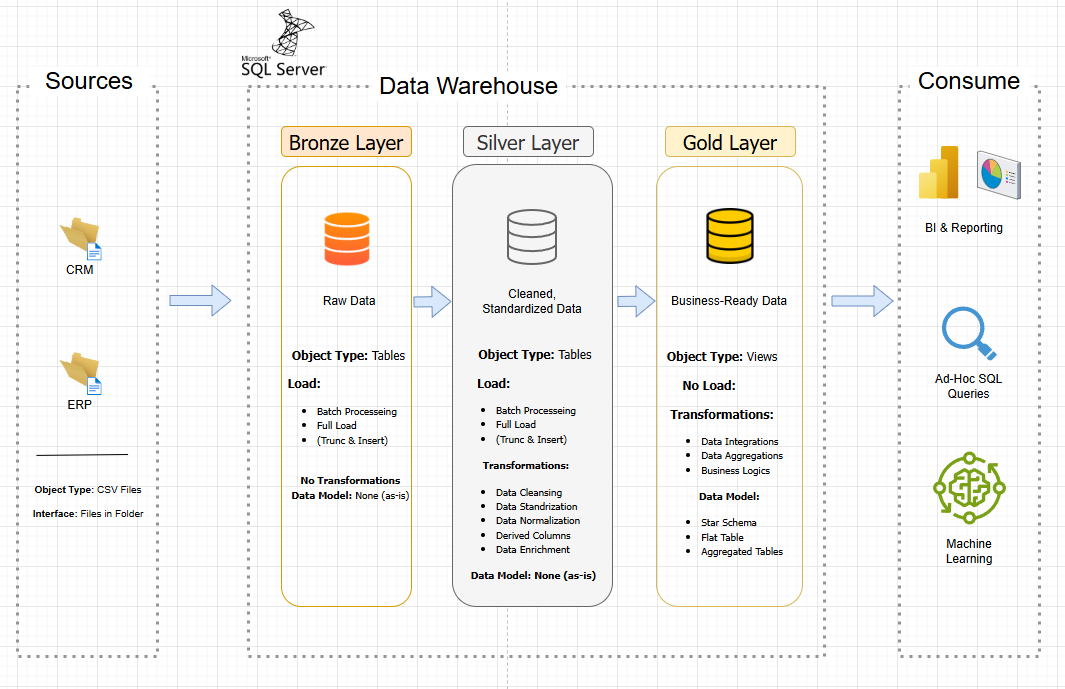 Microsoft
SQL Server
Sources
Data Warehouse
Consume
CRM
ERP
Object Type: CSV Files
Interface: Files in Folder
Bronze Layer
Raw Data
Object Type: Tables
Load:
• Batch Processeing
• Full Load
• (Trunc & Insert)
No Transformations
Data Model: None (as-is)
Silver Layer
Cleaned,
Standardized Data
Object Type: Tables
Load:
• Batch Processeing
• Full Load
• (Trunc & Insert)
Transformations:
• Data Cleansing
• Data Standrization
• Data Normalization
• Derived Columns
• Data Enrichment
Data Model: None (as-is)
Gold Layer
Business-Ready Data
Object Type: Views
No Load:
Transformations:
• Data Integrations
• Data Aggregations
• Business Logics
Data Model:
• Star Schema
• Flat Table
• Aggregated Tables
BI & Reporting
Ad-Hoc SQL
Queries
Machine
Learning